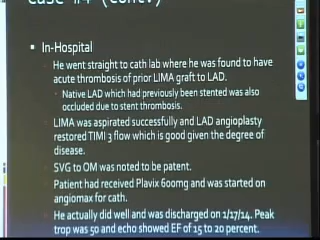 Case #4 (cont.)
In-Hospital
He went straight to cath lab where he was found to have
acute thrombosis of prior LIMA graft to LAD.
Native LAD which had previously been stented was also
occluded due to stent thrombosis.
LIMA was aspirated successfully and LAD angioplasty
restored TIMI 3 flow which is good given the degree of
disease.
SVG to OM was noted to be patent.
Patient had received Plavix 600mg and was started on
angiomax for cath.
He actually did well and was discharged on 1/17/14. Peak
trop was 50 and echo showed EF of 15 to 20 percent.